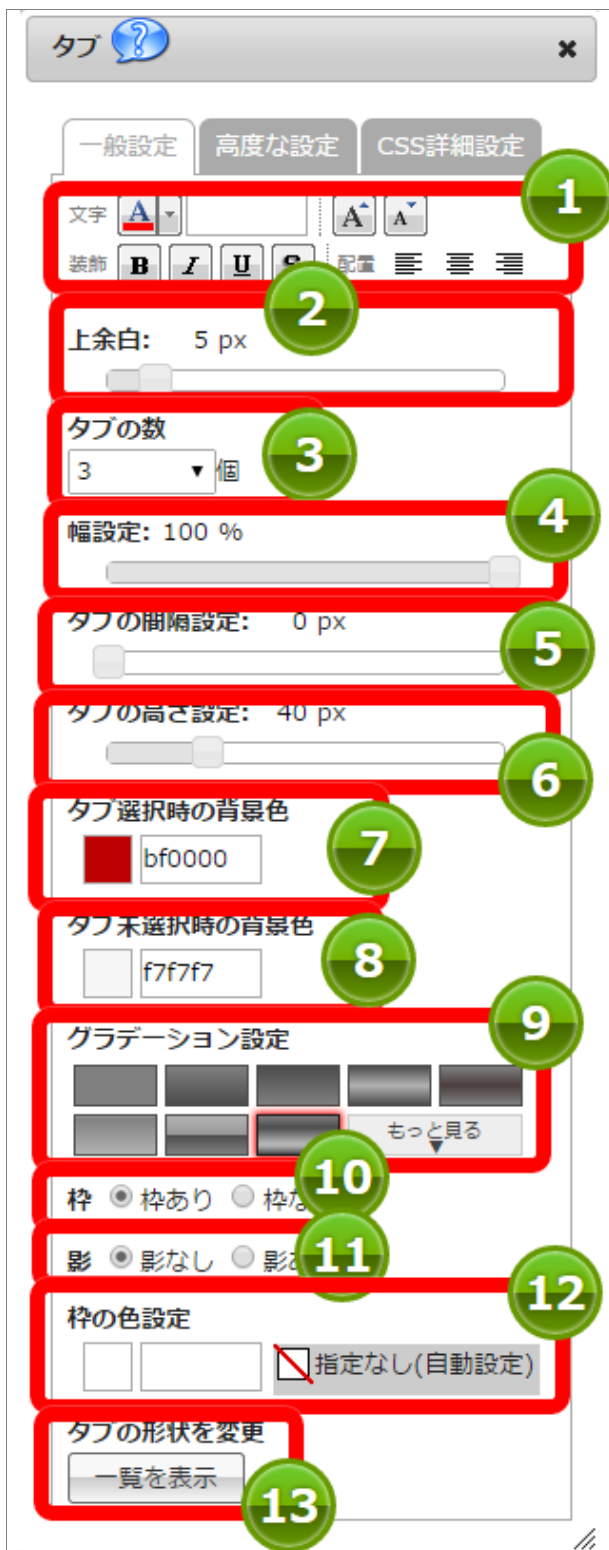 タブ ?
一般設定 高度な設定 CSS詳細設定
1
文字 A A A
装飾 B I U S 配置
2
上余白: 5 px
タブの数
3
3 個
4
幅設定: 100 %
タブの間隔設定: 0 px
5
タブの高さ設定: 40 px
6
タブ選択時の背景色
7
bf0000
タブ未選択時の背景色
8
f7f7f7
9
グラデーション設定
もっと見る
10
枠 枠あり 枠な
11
影 影なし 影あ
12
枠の色設定
指定なし(自動設定)
タブの形状を変更
一覧を表示
13